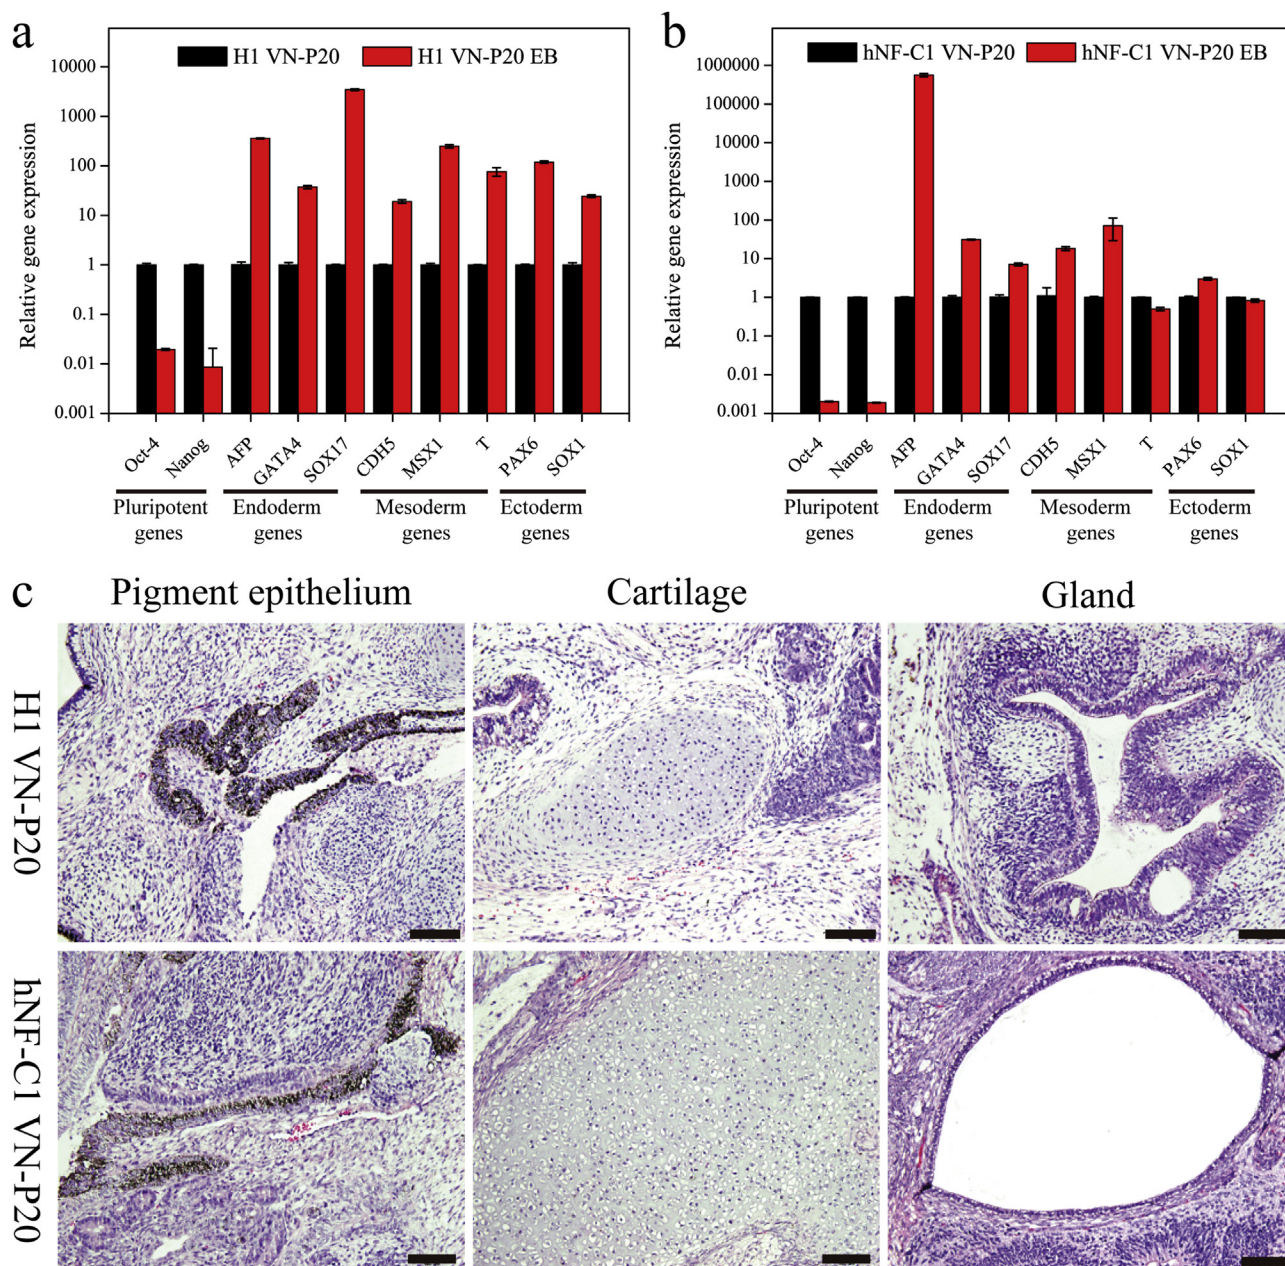 a
H1 VN-P20
H1 VN-P20 EB
Relative gene expression
10000
1000
100
10
1
0.1
0.01
0.001
Oct-4
Nanog
AFP
GATA4
SOX17
CDH5
MSX1
T
PAX6
SOX1
Pluripotent genes
Endoderm genes
Mesoderm genes
Ectoderm genes
b
hNF-C1 VN-P20
hNF-C1 VN-P20 EB
Relative gene expression
1000000
100000
10000
1000
100
10
1
0.1
0.01
0.001
Oct-4
Nanog
AFP
GATA4
SOX17
CDH5
MSX1
T
PAX6
SOX1
Pluripotent genes
Endoderm genes
Mesoderm genes
Ectoderm genes
c
Pigment epithelium
Cartilage
Gland
H1 VN-P20
hNF-C1 VN-P20